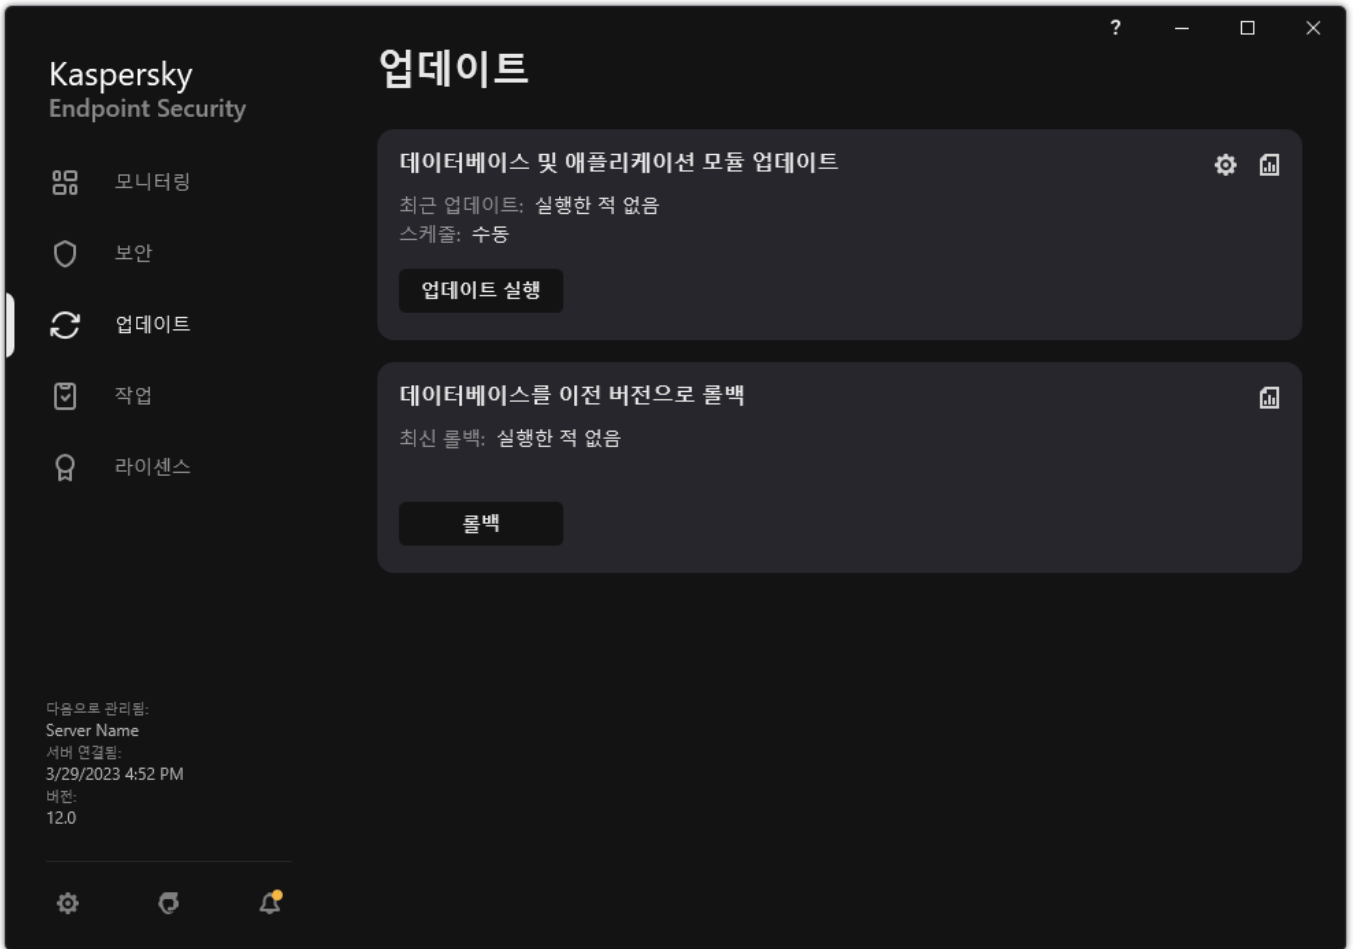 ?
Kaspersky
Endpoint Security
모니터링
보안
업데이트
작업
라이센스
다음으로 관리됨:
Server Name
서버 연결됨:
3/29/2023 4:52 PM
버전:
12.0
업데이트
데이터베이스 및 애플리케이션 모듈 업데이트
최근 업데이트: 실행한 적 없음
스케줄: 수동
업데이트 실행
데이터베이스를 이전 버전으로 롤백
최신 롤백: 실행한 적 없음
롤백